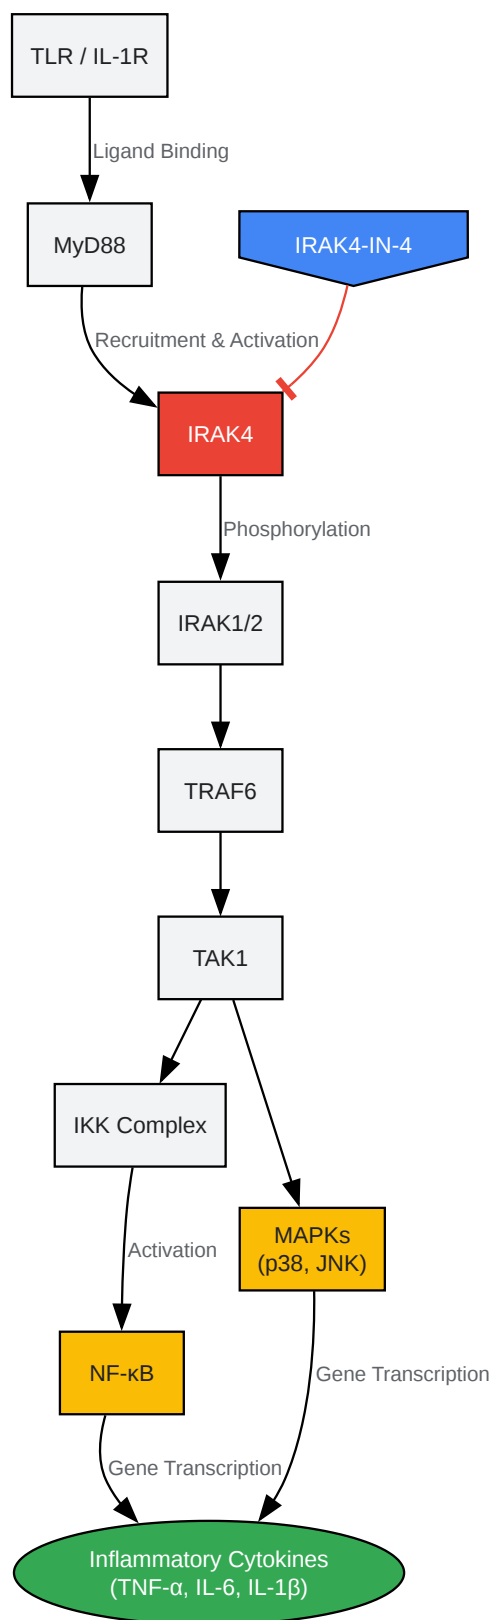 TLR / IL-1R
Ligand Binding
MyD88
IRAK4-IN-4
Recruitment & Activation
IRAK4
Phosphorylation
IRAK1/2
TRAF6
TAK1
IKK Complex
MAPKs
(p38, JNK)
Activation
NF-κB
Gene Transcription
Gene Transcription
Inflammatory Cytokines
(TNF-α, IL-6, IL-1β)